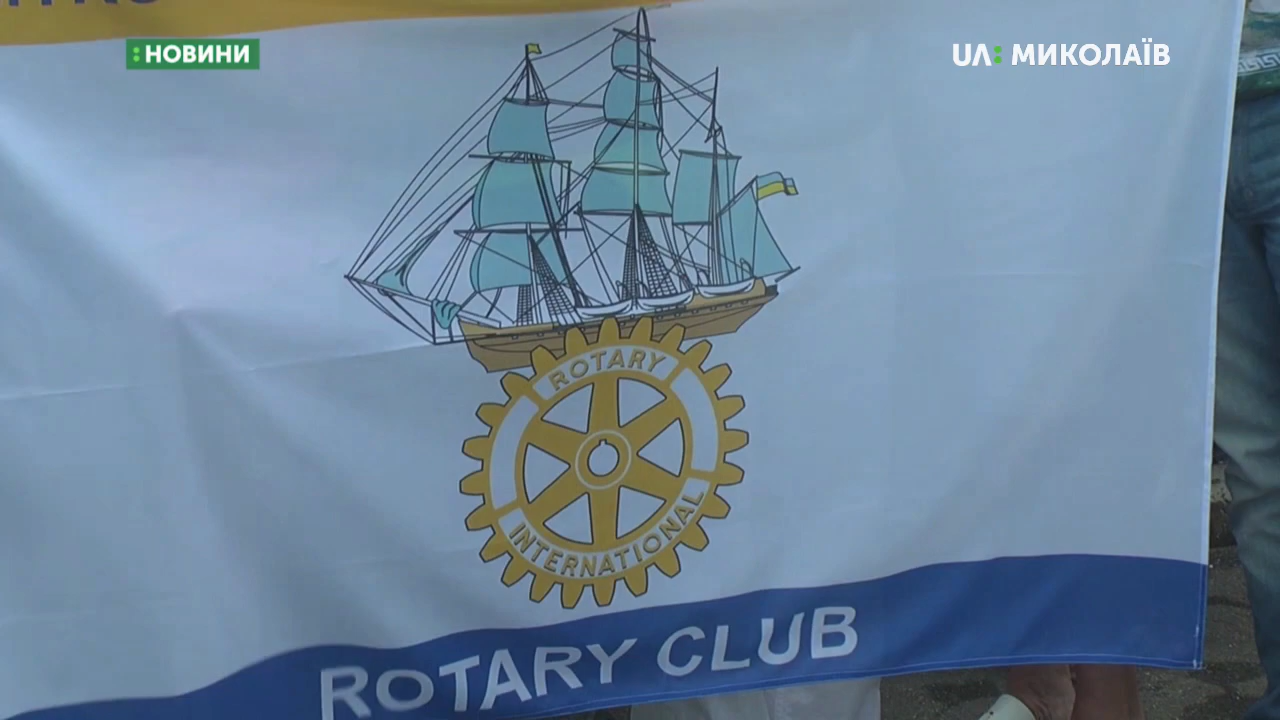 :НОВИНИ
UA: МИКОЛАЇВ
ROTARY
INTERNATIONAL
ROTARY CLUB